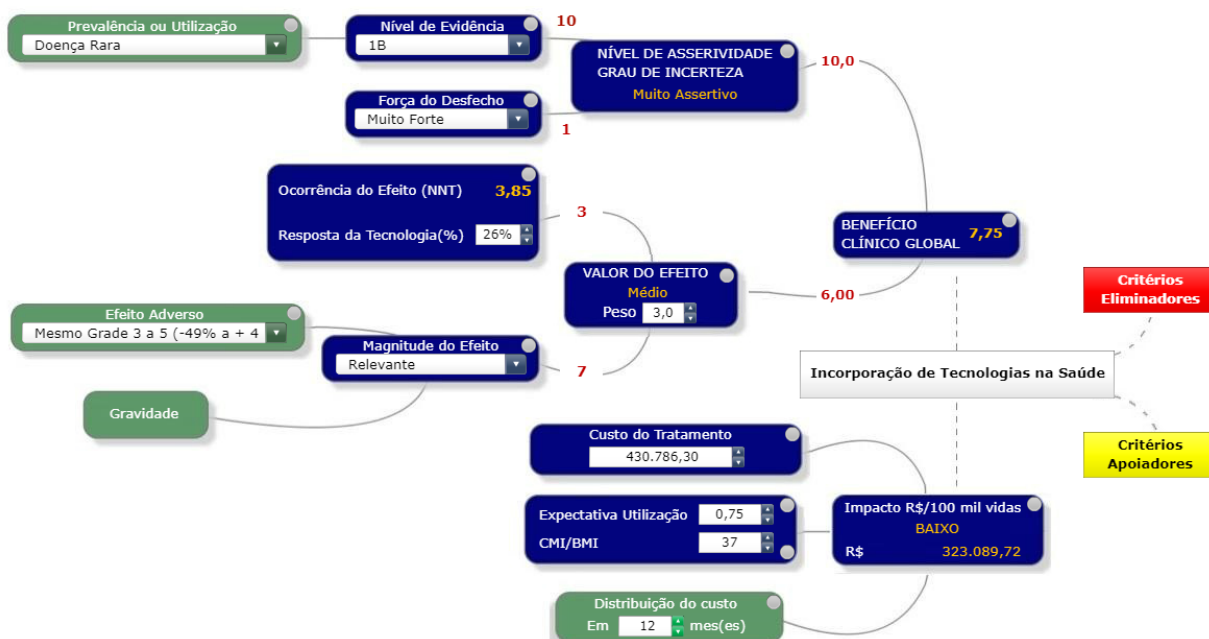 Prevalência ou Utilização
Doença Rara
Nível de Evidência
1B
10
NÍVEL DE ASSERIVIDADE
GRAU DE INCERTEZA
Muito Assertivo
10,0
Força do Desfecho
Muito Forte
1
Ocorrência do Efeito (NNT) 3,85
Resposta da Tecnologia(%) 26%
3
BENEFÍCIO
CLÍNICO GLOBAL 7,75
VALOR DO EFEITO
Médio
Peso 3,0
6,00
Efeito Adverso
Mesmo Grade 3 a 5 (-49% a + 4
Magnitude do Efeito
Relevante
7
Gravidade
Critérios
Eliminadores
Incorporação de Tecnologias na Saúde
Critérios
Apoiadores
Custo do Tratamento
430.786,30
Expectativa Utilização 0,75
CMI/BMI 37
Impacto R$/100 mil vidas
BAIXO
R$ 323.089,72
Distribuição do custo
Em 12 mes(es)